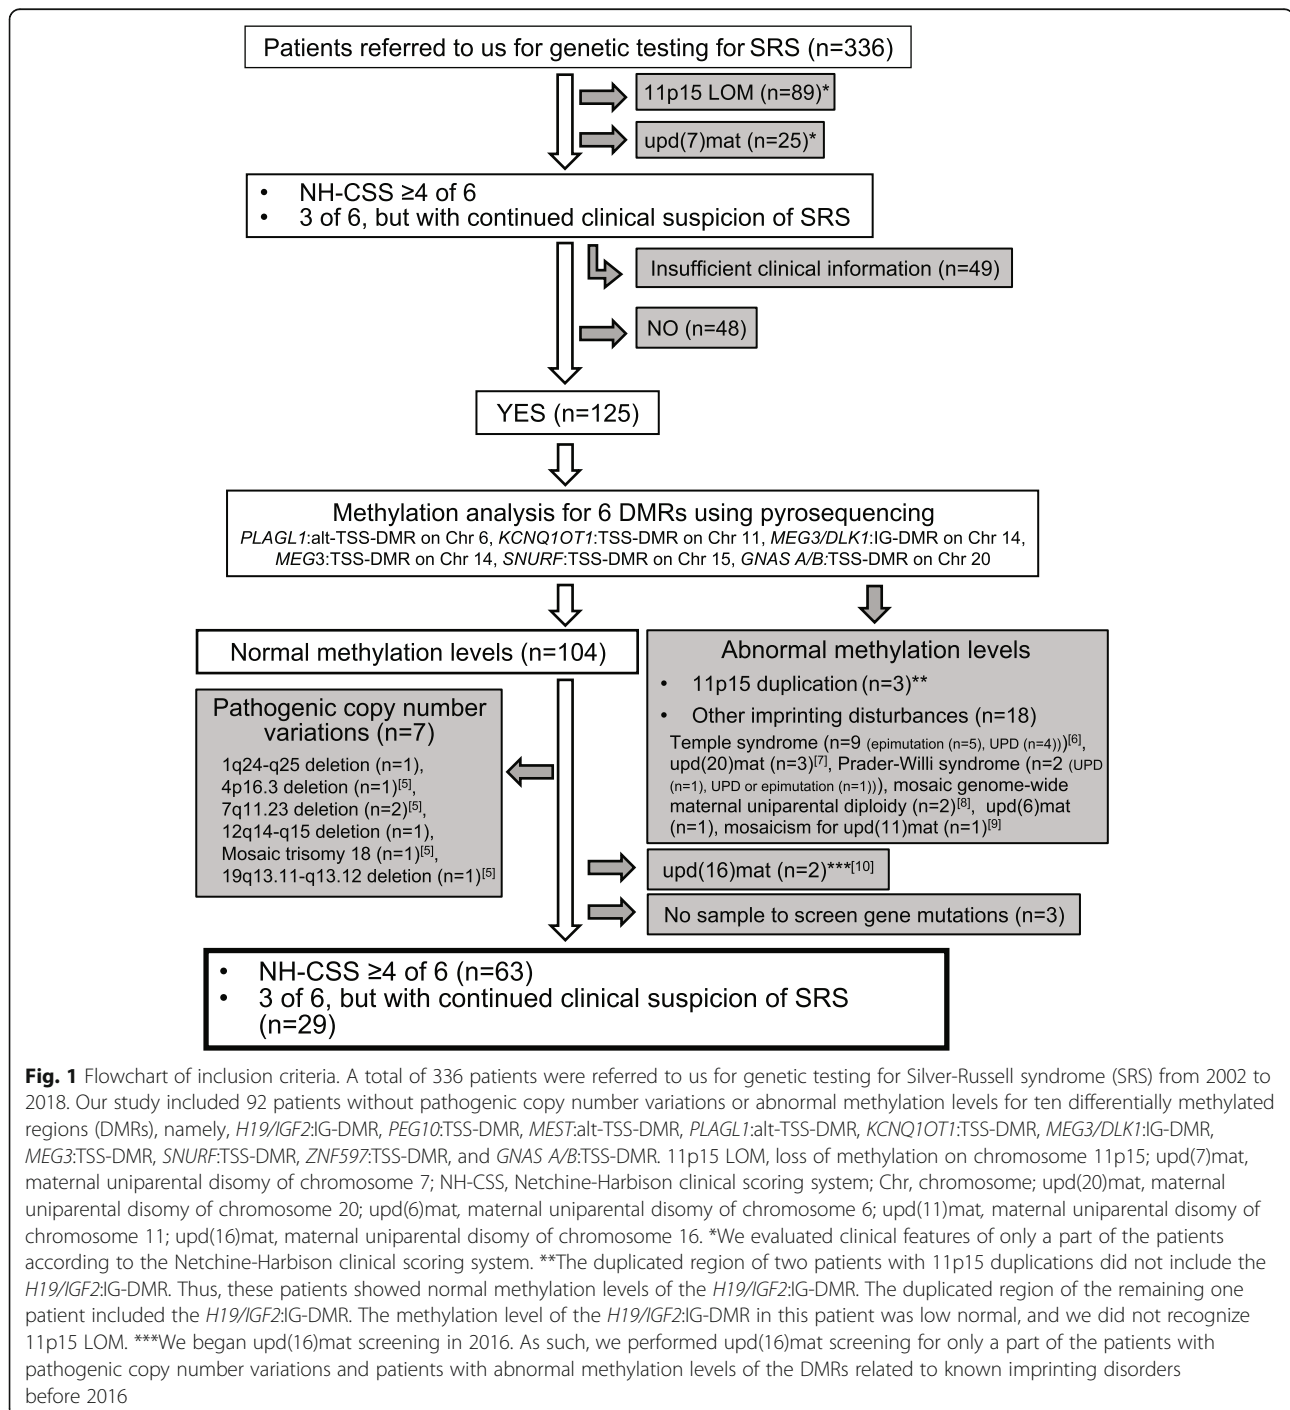 Patients referred to us for genetic testing for SRS (n=336)
11p15 LOM (n=89)*
upd(7)mat (n=25)*
• NH-CSS ≥4 of 6
• 3 of 6, but with continued clinical suspicion of SRS
Insufficient clinical information (n=49)
NO (n=48)
YES (n=125)
Methylation analysis for 6 DMRs using pyrosequencing
PLAGL1:alt-TSS-DMR on Chr 6, KCNQ1OT1:TSS-DMR on Chr 11, MEG3/DLK1:IG-DMR on Chr 14,
MEG3:TSS-DMR on Chr 14, SNURF:TSS-DMR on Chr 15, GNAS A/B:TSS-DMR on Chr 20
Normal methylation levels (n=104)
Abnormal methylation levels
• 11p15 duplication (n=3)**
• Other imprinting disturbances (n=18)
Temple syndrome (n=9 (epimutation (n=5), UPD (n=4)))[6],
upd(20)mat (n=3)[7], Prader-Willi syndrome (n=2 (UPD
(n=1), UPD or epimutation (n=1))), mosaic genome-wide
maternal uniparental diploidy (n=2)[8], upd(6)mat
(n=1), mosaicism for upd(11)mat (n=1)[9]
Pathogenic copy number
variations (n=7)
1q24-q25 deletion (n=1),
4p16.3 deletion (n=1)[5],
7q11.23 deletion (n=2)[5],
12q14-q15 deletion (n=1),
Mosaic trisomy 18 (n=1)[5],
19q13.11-q13.12 deletion (n=1)[5]
upd(16)mat (n=2)***[10]
No sample to screen gene mutations (n=3)
• NH-CSS ≥4 of 6 (n=63)
• 3 of 6, but with continued clinical suspicion of SRS
(n=29)
Fig. 1 Flowchart of inclusion criteria. A total of 336 patients were referred to us for genetic testing for Silver-Russell syndrome (SRS) from 2002 to
2018. Our study included 92 patients without pathogenic copy number variations or abnormal methylation levels for ten differentially methylated
regions (DMRs), namely, H19/IGF2:IG-DMR, PEG10:TSS-DMR, MEST:alt-TSS-DMR, PLAGL1:alt-TSS-DMR, KCNQ1OT1:TSS-DMR, MEG3/DLK1:IG-DMR,
MEG3:TSS-DMR, SNURF:TSS-DMR, ZNF597:TSS-DMR, and GNAS A/B:TSS-DMR. 11p15 LOM, loss of methylation on chromosome 11p15; upd(7)mat,
maternal uniparental disomy of chromosome 7; NH-CSS, Netchine-Harbison clinical scoring system; Chr, chromosome; upd(20)mat, maternal
uniparental disomy of chromosome 20; upd(6)mat, maternal uniparental disomy of chromosome 6; upd(11)mat, maternal uniparental disomy of
chromosome 11; upd(16)mat, maternal uniparental disomy of chromosome 16. *We evaluated clinical features of only a part of the patients
according to the Netchine-Harbison clinical scoring system. **The duplicated region of two patients with 11p15 duplications did not include the
H19/IGF2:IG-DMR. Thus, these patients showed normal methylation levels of the H19/IGF2:IG-DMR. The duplicated region of the remaining one
patient included the H19/IGF2:IG-DMR. The methylation level of the H19/IGF2:IG-DMR in this patient was low normal, and we did not recognize
11p15 LOM. ***We began upd(16)mat screening in 2016. As such, we performed upd(16)mat screening for only a part of the patients with
pathogenic copy number variations and patients with abnormal methylation levels of the DMRs related to known imprinting disorders
before 2016